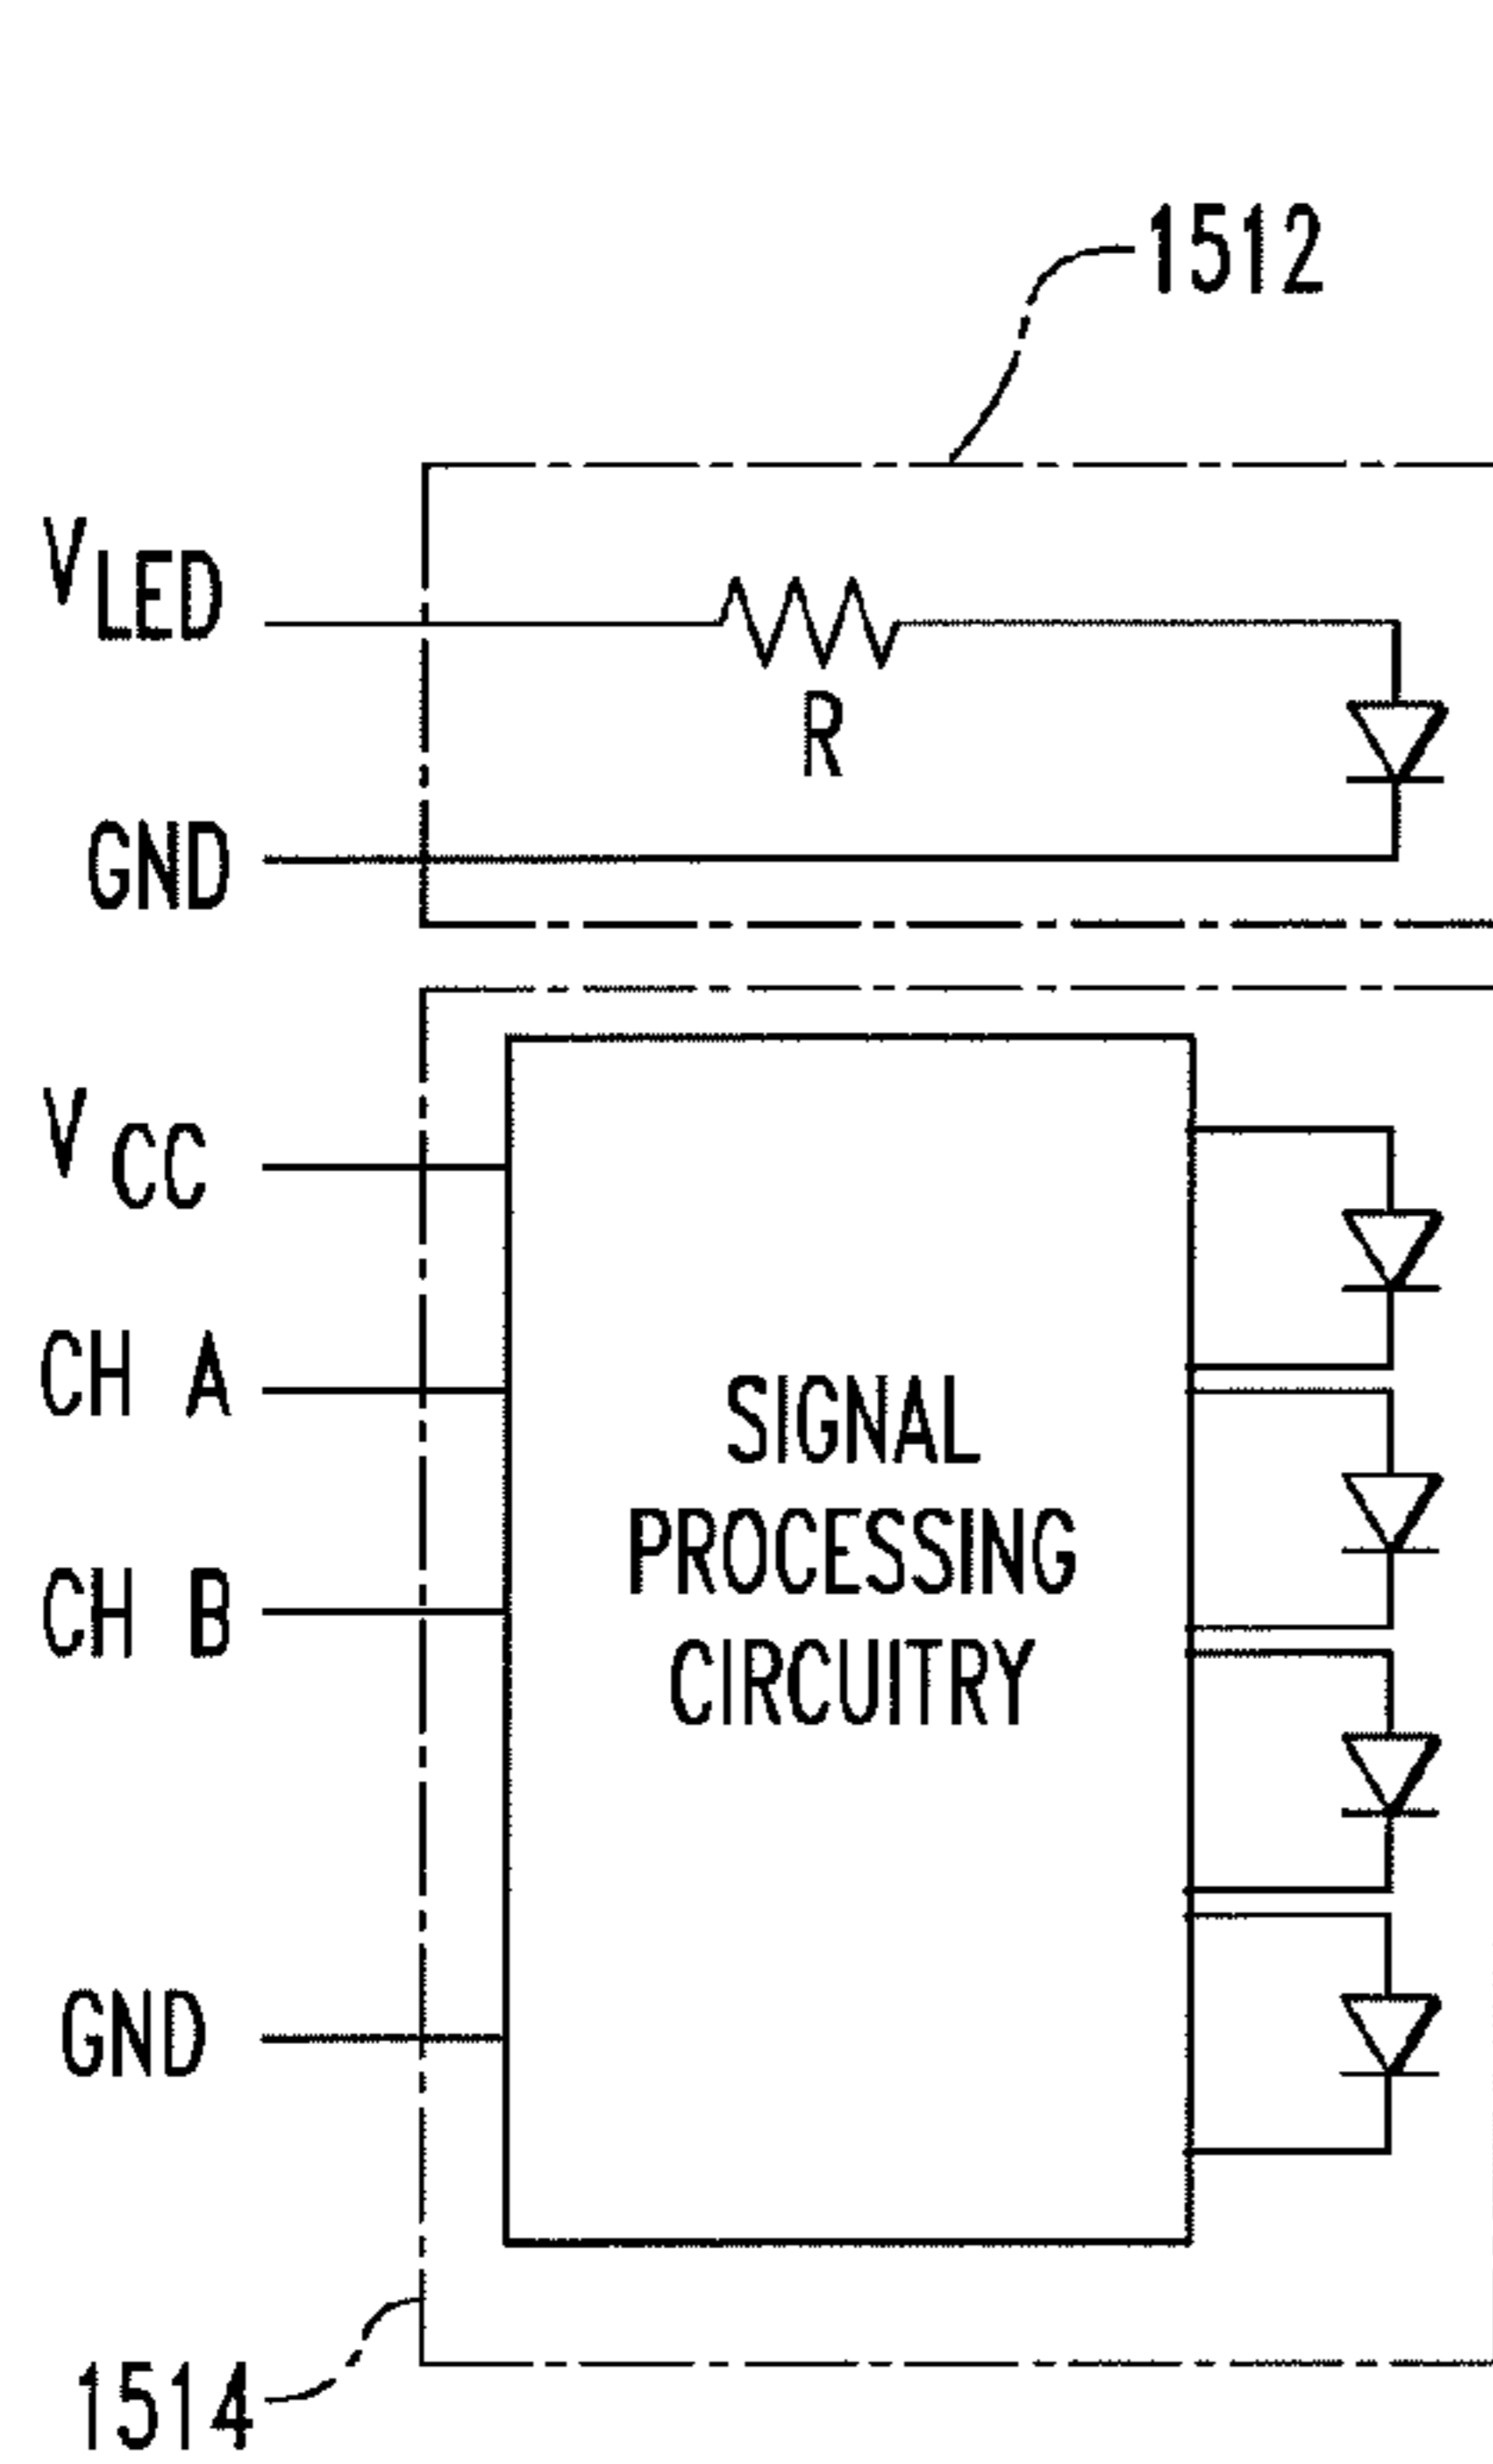 1512
VLED
R
GND
VCC
CH A
SIGNAL
PROCESSING
CIRCUITRY
CH B
GND
1514